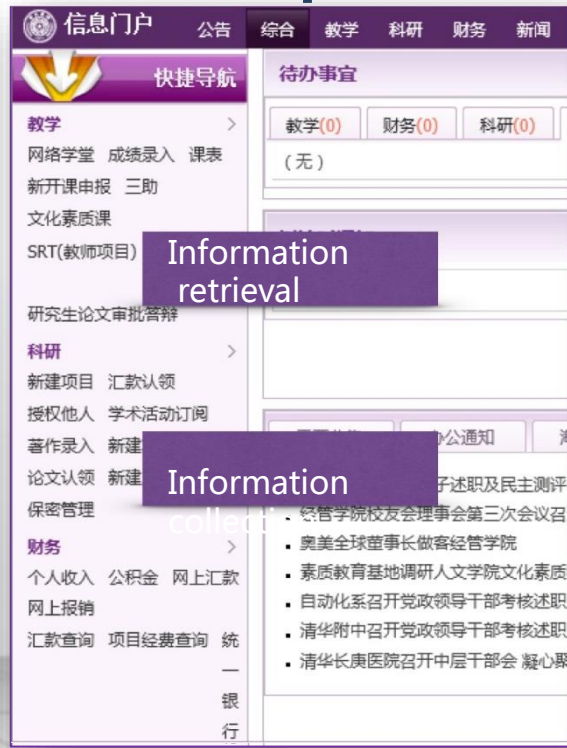 信息门户
公告 综合 教学 科研 财务 新闻
快捷导航
教学 >
网络学堂 成绩录入 课表
新开课申报 三助
文化素质课
SRT(教师项目)
研究生论文审批答辩
科研 >
新建项目 汇款认领
授权他人 学术活动订阅
著作录入 新建
论文认领 新建
保密管理
财务 >
个人收入 公积金 网上汇款
网上报销
汇款查询 项目经费查询 统
一
银
行
待办事宜
教学(0) 财务(0) 科研(0)
(无)
Information
retrieval
办公通知
Information
collection
子述职及民主测评
经管学院校友会理事会第三次会议召
奥美全球董事长做客经管学院
素质教育基地调研人文学院文化素质
自动化系召开党政领导干部考核述职
清华附中召开党政领导干部考核述职
清华长庚医院召开中层干部会 凝心聚